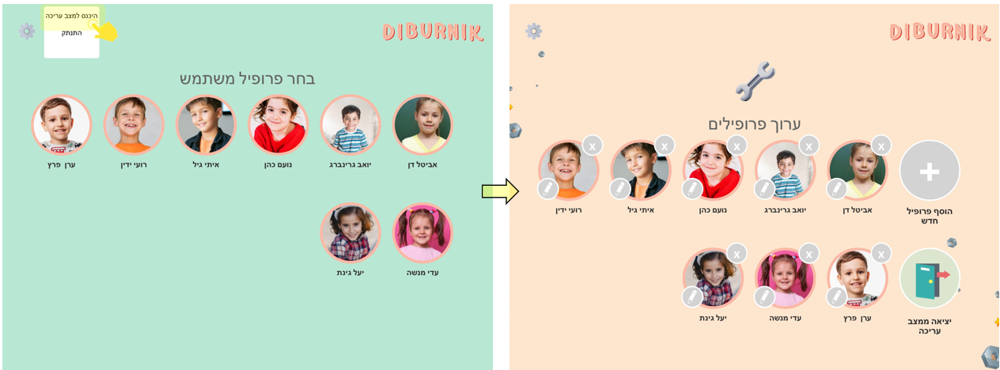 היכנס למצב עריכה
התנתק
DIBURNIK
בחר פרופיל משתמש
אביטל דן
יואב גרינברג
נועם כהן
איתי גיל
רועי ידין
ערן פרץ
עדי מנשה
יעל גינת
DIBURNIK
ערוך פרופילים
x
x
x
x
x
+
הוסף פרופיל
חדש
אביטל דן
יואב גרינברג
נועם כהן
איתי גיל
רועי ידין
x
x
x
יציאה ממצב
עריכה
ערן פרץ
עדי מנשה
יעל גינת